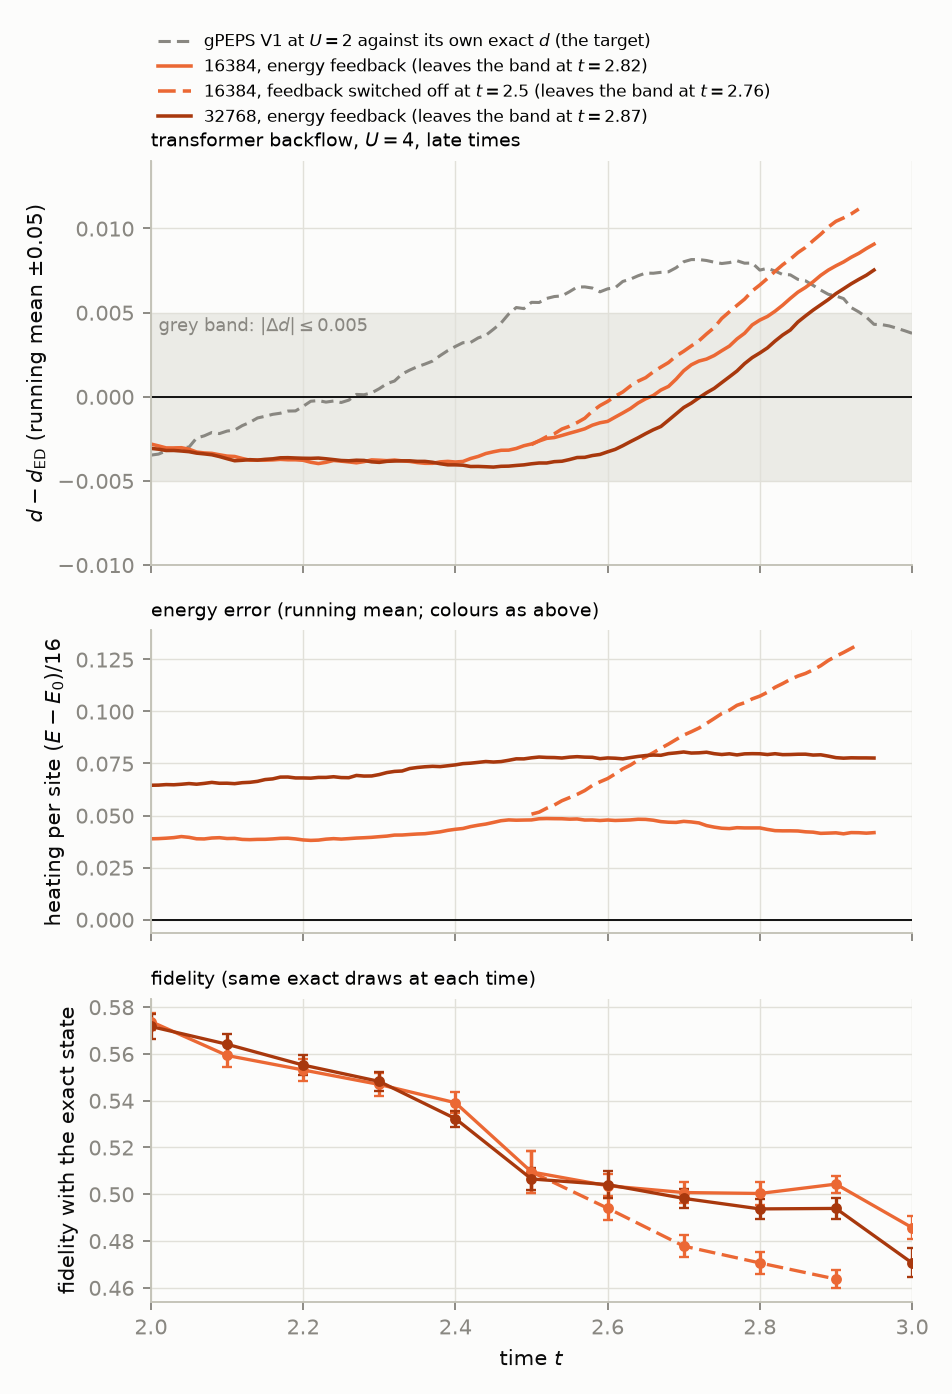 gPEPS V1 at U = 2 against its own exact d (the target)
16384, energy feedback (leaves the band at t = 2.82)
16384, feedback switched off at t = 2.5 (leaves the band at t = 2.76)
32768, energy feedback (leaves the band at t = 2.87)
transformer backflow, U = 4, late times
d − d_ED (running mean ±0.05)
0.010
0.005
grey band: |Δd| ≤ 0.005
0.000
−0.005
−0.010
energy error (running mean; colours as above)
heating per site (E − E₀)/16
0.125
0.100
0.075
0.050
0.025
0.000
fidelity (same exact draws at each time)
fidelity with the exact state
0.58
0.56
0.54
0.52
0.50
0.48
0.46
2.0 2.2 2.4 2.6 2.8 3.0
time t